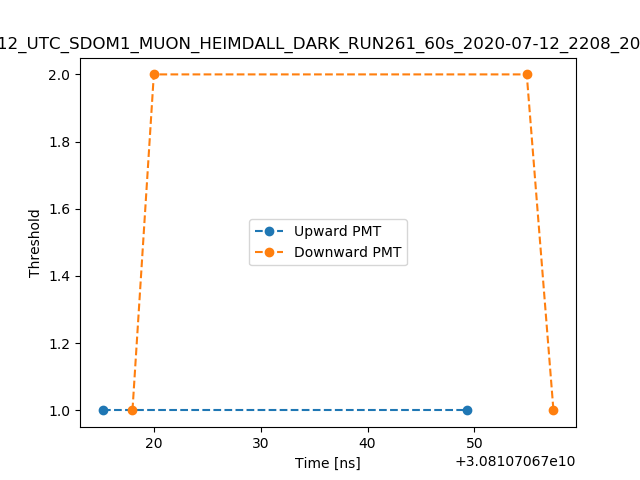 12_UTC_SDOM1_MUON_HEIMDALL_DARK_RUN261_60s_2020-07-12_2208_20
2.0
1.8
1.6
1.4
1.2
1.0
Threshold
Upward PMT
Downward PMT
20
30
40
50
Time [ns]
+3.08107067e10